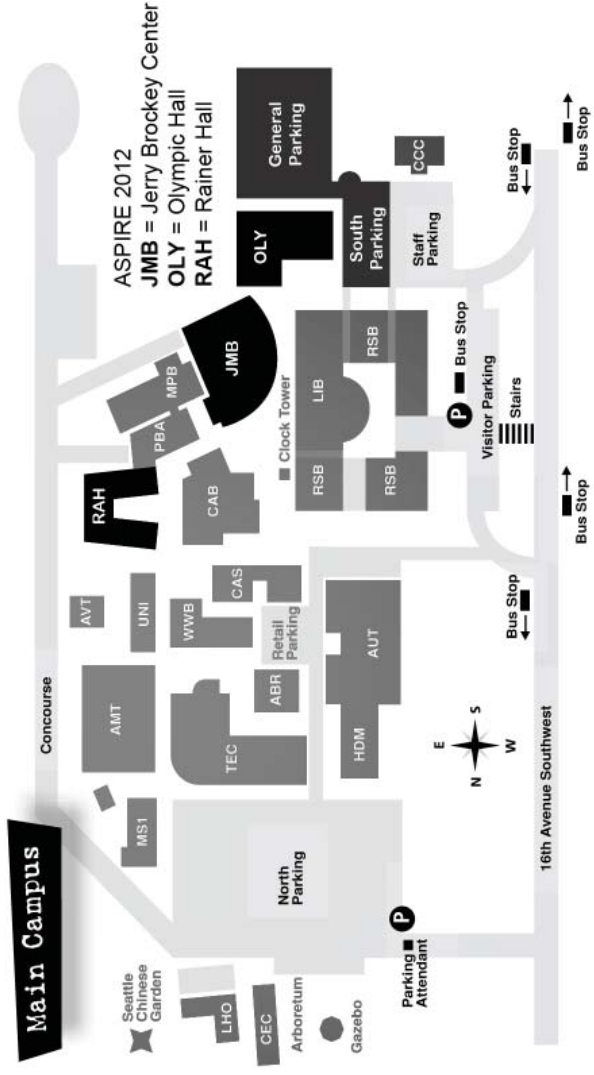 Main Campus
Concourse
ASPIRE 2012
JMB = Jerry Brockey Center
OLY = Olympic Hall
RAH = Rainer Hall
Seattle
Chinese
Garden
LHO
CEC
Arboretum
Gazebo
MS1
AMT
AVT
UNI
RAH
PBA
MPB
JMB
OLY
General
Parking
TEC
WWB
CAS
CAB
ABR
Retail
Parking
Clock Tower
RSB
LIB
RSB
RSB
South
Parking
Staff
Parking
CCC
North
Parking
HDM
AUT
P
Parking
Attendant
E
N
S
W
P
Bus Stop
Visitor Parking
Stairs
Bus Stop
Bus Stop
Bus Stop
Bus Stop
16th Avenue Southwest